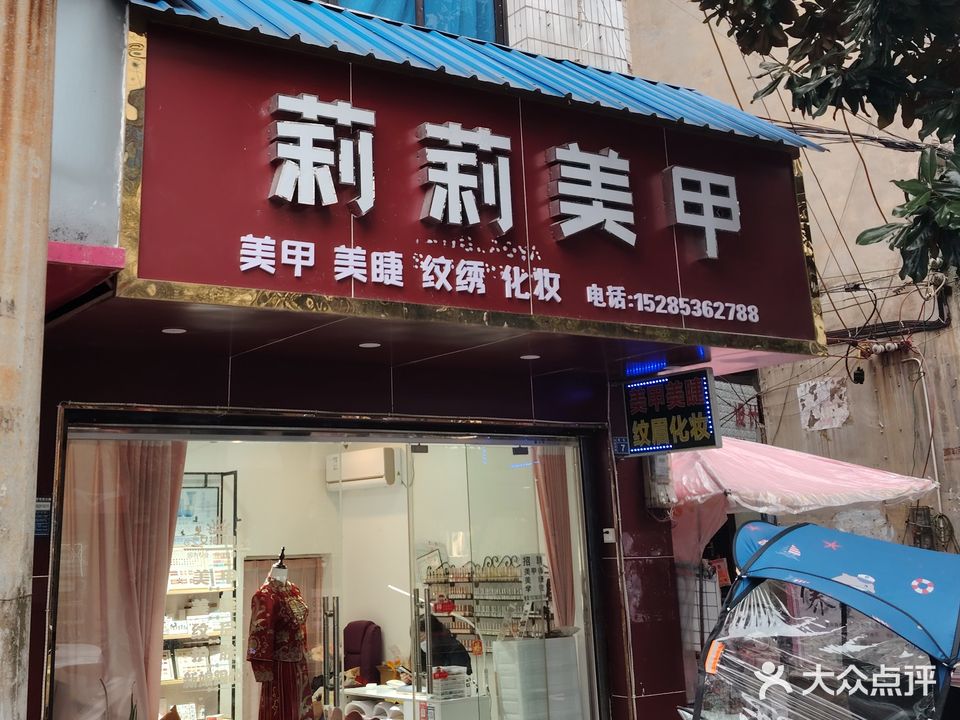 莉莉美甲
美甲 美睫 纹绣 化妆 电话:15285362788
美甲美睫
纹眉化妆
7
大众点评